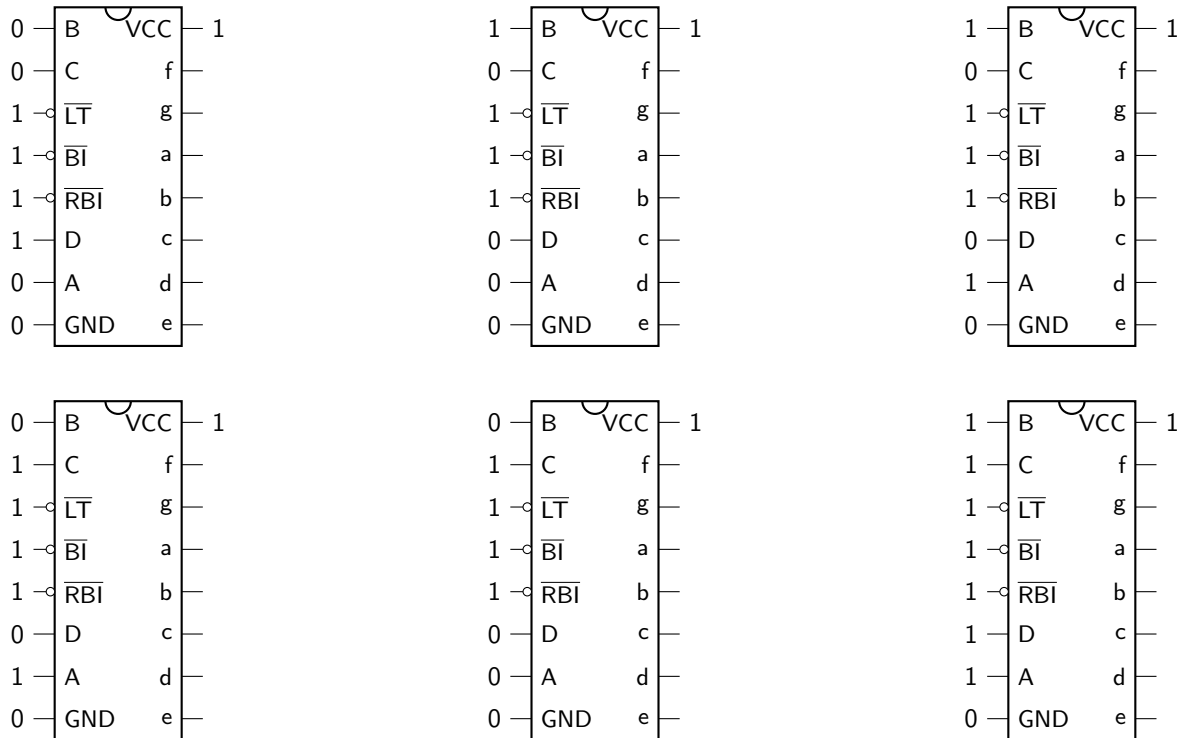 0 B VCC 1 1 B VCC 1 1 B VCC 1
0 C f 0 C f 0 C f
1 LT g 1 LT g 1 LT g
1 BI a 1 BI a 1 BI a
1 RBI b 1 RBI b 1 RBI b
1 D c 0 D c 0 D c
0 A d 0 A d 1 A d
0 GND e 0 GND e 0 GND e
0 B VCC 1 0 B VCC 1 1 B VCC 1
1 C f 1 C f 1 C f
1 LT g 1 LT g 1 LT g
1 BI a 1 BI a 1 BI a
1 RBI b 1 RBI b 1 RBI b
0 D c 0 D c 1 D c
1 A d 0 A d 1 A d
0 GND e 0 GND e 0 GND e